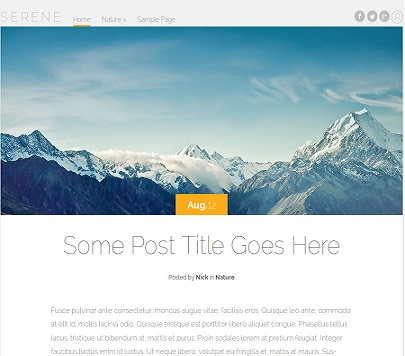 SERENE
Home Nature » Sample Page
Aug.12
Some Post Title Goes Here
Posted by Nick in Nature
Fusce pulvinar ante consectetur, rhoncus augue vitae, facilisis eros. Quisque leo ante, commodo
at elit id, mollis lacinia odio. Quisque tristique est porttitor libero aliquet congue. Phasellus tellus
lacus, tristique ut bibendum at, mattis et purus. Proin sodales lorem at pretium feugiat. Integer
faucibus luctus enim id luctus. Ut neque libero, volutpat eu fringilla et, mattis at mauris. Sus-